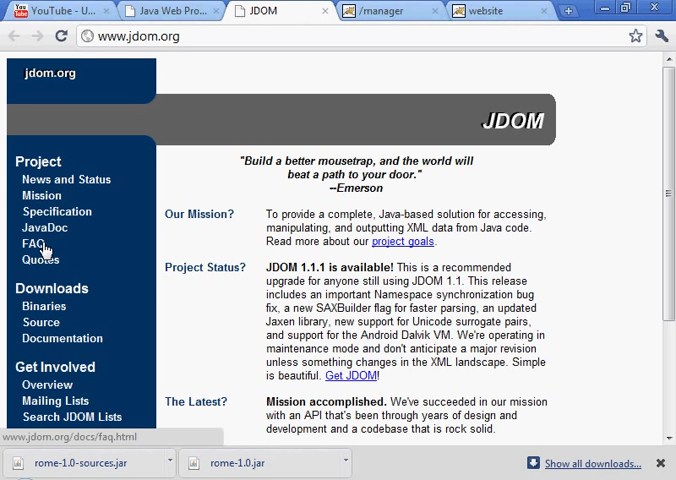 YouTube - U...
Java Web Pro...
JDOM
/manager
website
www.jdom.org
jdom.org
JDOM
Project
News and Status
Mission
Specification
JavaDoc
FAQ
Quotes
Downloads
Binaries
Source
Documentation
Get Involved
Overview
Mailing Lists
Search JDOM Lists
"Build a better mousetrap, and the world will
beat a path to your door."
--Emerson
Our Mission?
To provide a complete, Java-based solution for accessing,
manipulating, and outputting XML data from Java code.
Read more about our project goals.
Project Status?
JDOM 1.1.1 is available! This is a recommended
upgrade for anyone still using JDOM 1.1. This release
includes an important Namespace synchronization bug
fix, a new SAXBuilder flag for faster parsing, an updated
Jaxen library, new support for Unicode surrogate pairs,
and support for the Android Dalvik VM. We're operating in
maintenance mode and don't anticipate a major revision
unless something changes in the XML landscape. Simple
is beautiful. Get JDOM!
The Latest?
Mission accomplished. We've succeeded in our mission
with an API that's been through years of design and
development and a codebase that is rock solid.
www.jdom.org/docs/faq.html
rome-1.0-sources.jar
rome-1.0.jar
Show all downloads...